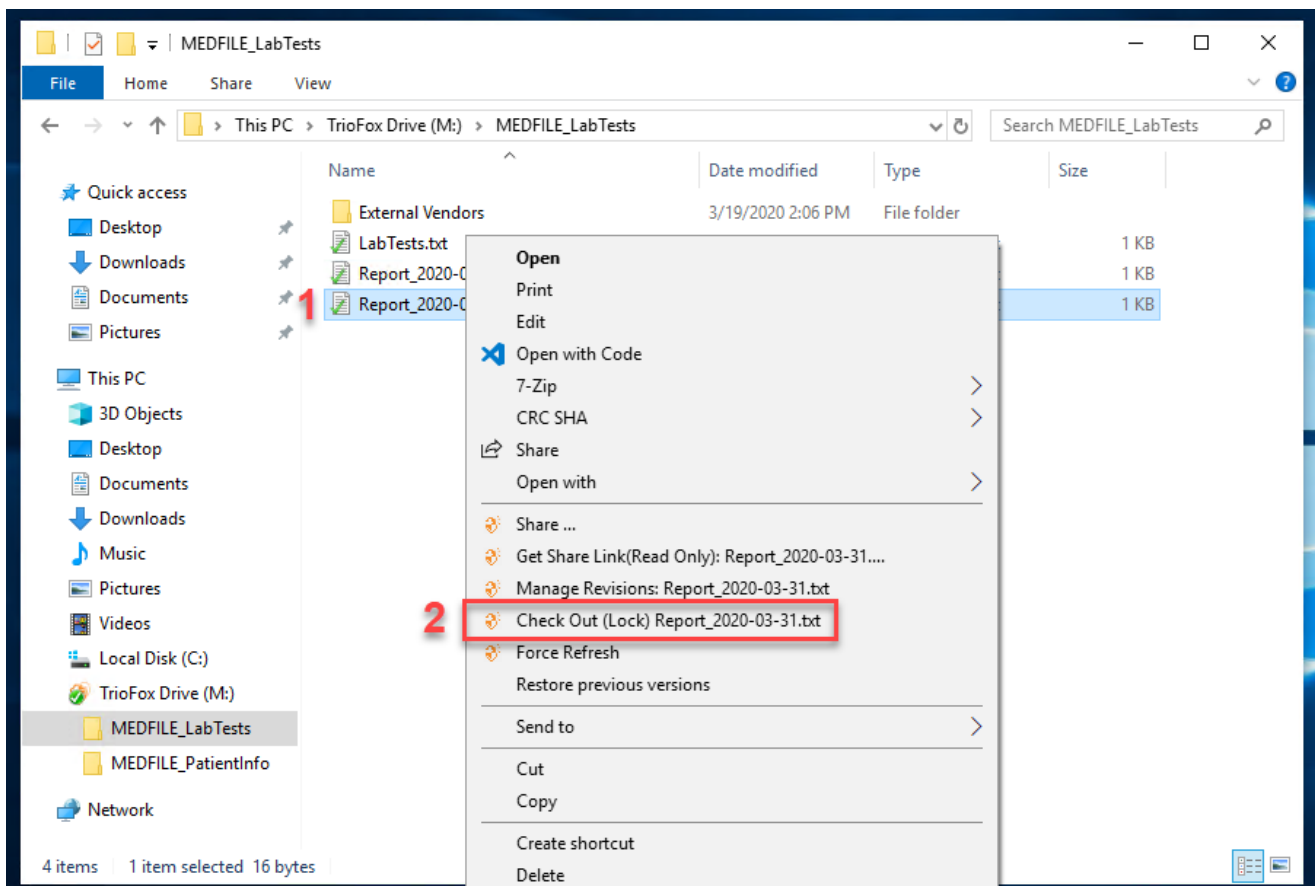 MEDFILE_LabTests
File Home Share View
This PC > TrioFox Drive (M:) > MEDFILE_LabTests
Search MEDFILE_LabTests
Name Date modified Type Size
Quick access
Desktop
Downloads
Documents
Pictures
This PC
3D Objects
Desktop
Documents
Downloads
Music
Pictures
Videos
Local Disk (C:)
TrioFox Drive (M:)
MEDFILE_LabTests
MEDFILE_PatientInfo
Network
External Vendors 3/19/2020 2:06 PM File folder
LabTests.txt 1 KB
Report_2020-0 1 KB
1 Report_2020-0 1 KB
Open
Print
Edit
Open with Code
7-Zip
CRC SHA
Share
Open with
Share ...
Get Share Link(Read Only): Report_2020-03-31....
Manage Revisions: Report_2020-03-31.txt
2 Check Out (Lock) Report_2020-03-31.txt
Force Refresh
Restore previous versions
Send to
Cut
Copy
Create shortcut
Delete
4 items 1 item selected 16 bytes